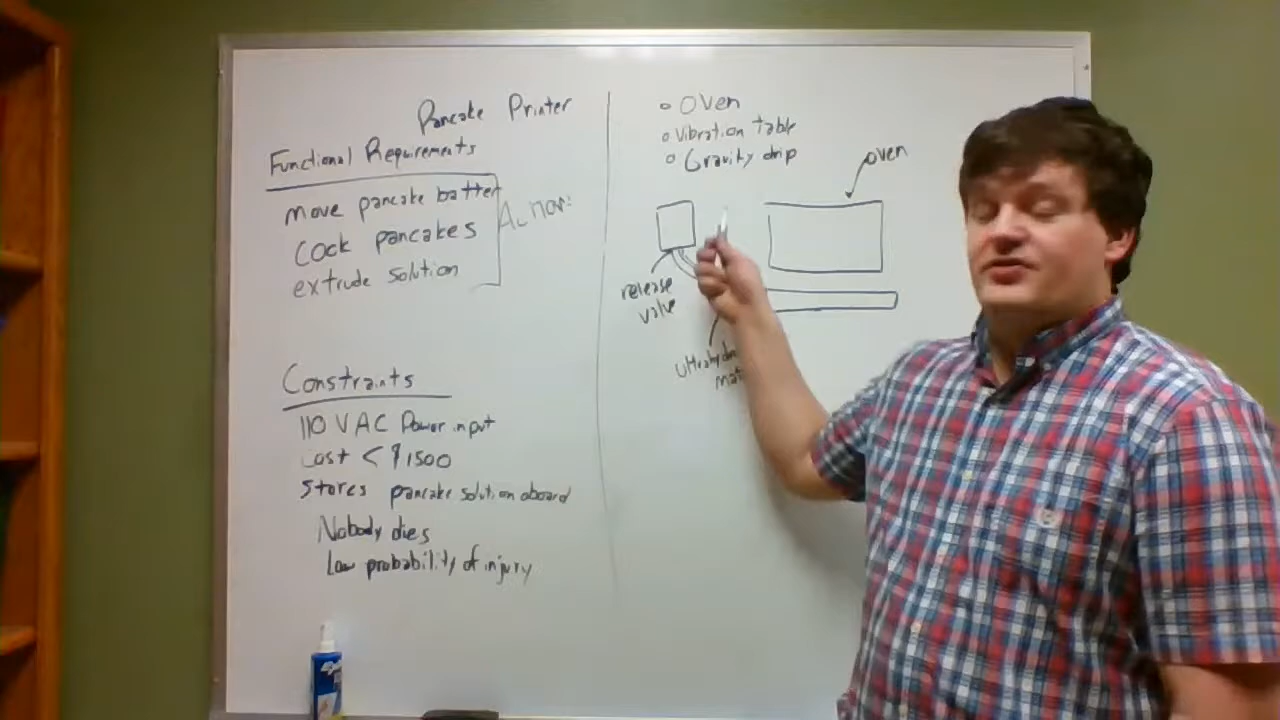 Pancake Printer
Functional Requirements
move pancake batter
Cook pancakes
extrude solution
Constraints
110 VAC Power input
Cost < $1500
Stores pancake solution aboard
Nobody dies
Low probability of injury
• Oven
• Vibration table
• Gravity drip
oven
release
valve